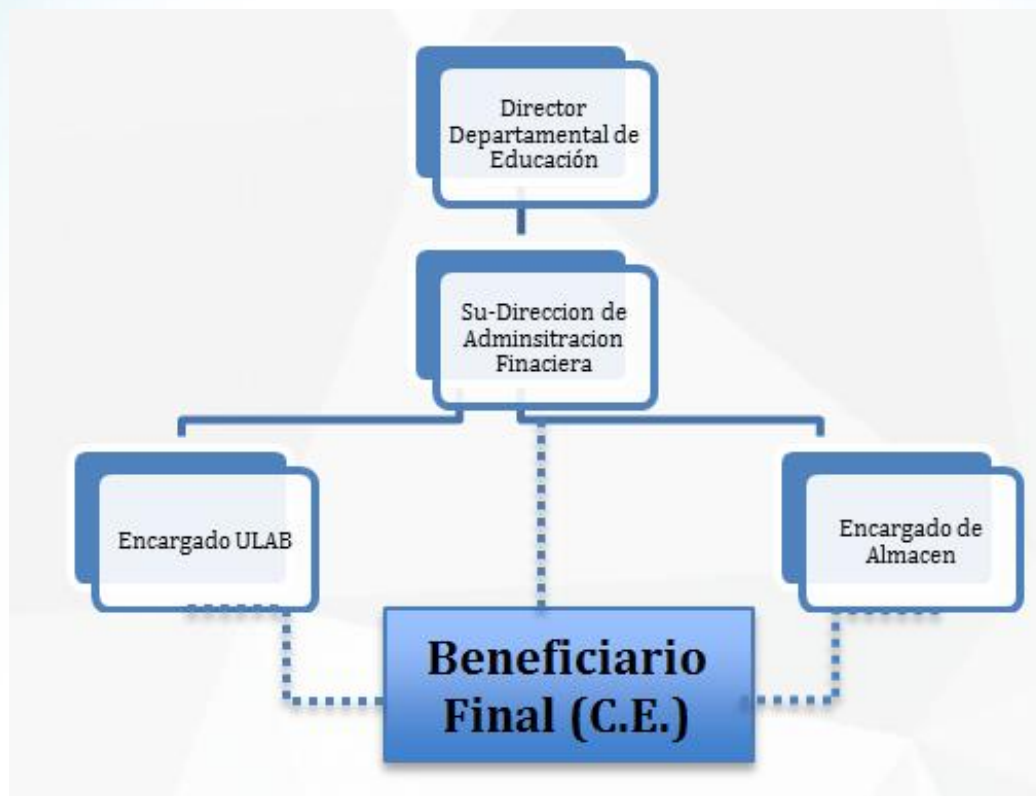 Director
Departamental de
Educación
Su-Direccion de
Adminsitracion
Finaciera
Encargado ULAB
Encargado de
Almacen
Beneficiario
Final (C.E.)